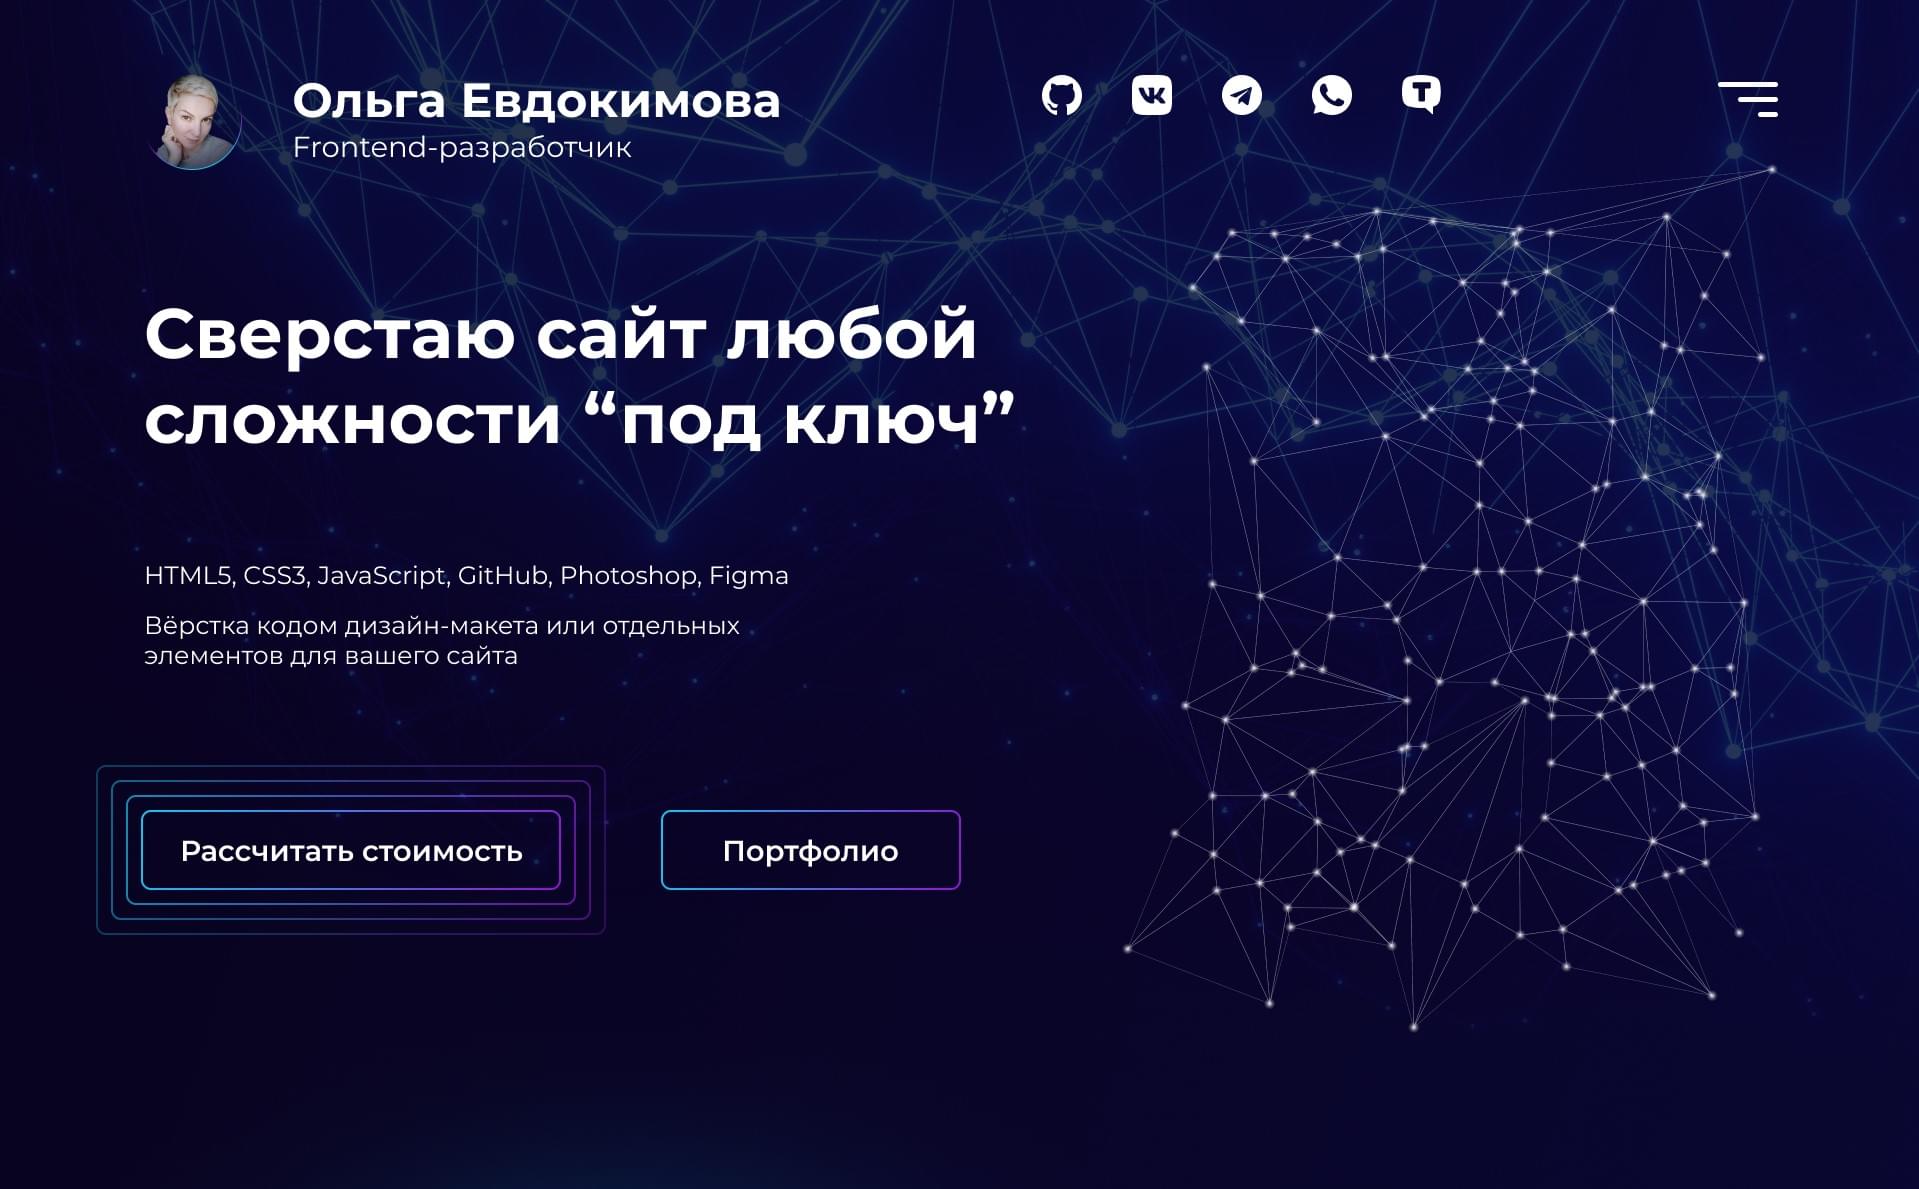 Ольга Евдокимова
Frontend-разработчик
Сверстаю сайт любой
сложности “под ключ”
HTML5, CSS3, JavaScript, GitHub, Photoshop, Figma
Вёрстка кодом дизайн-макета или отдельных
элементов для вашего сайта
Рассчитать стоимость
Портфолио